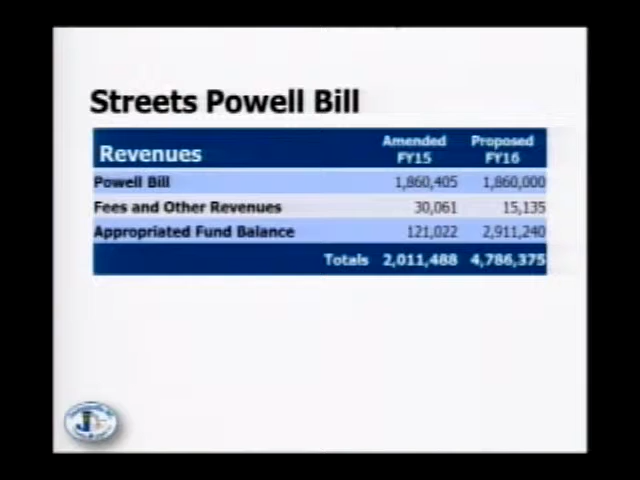 Streets Powell Bill
Revenues Amended FY15 Proposed FY16
Powell Bill 1,860,405 1,860,000
Fees and Other Revenues 30,061 15,135
Appropriated Fund Balance 121,022 2,911,240
Totals 2,011,488 4,786,375